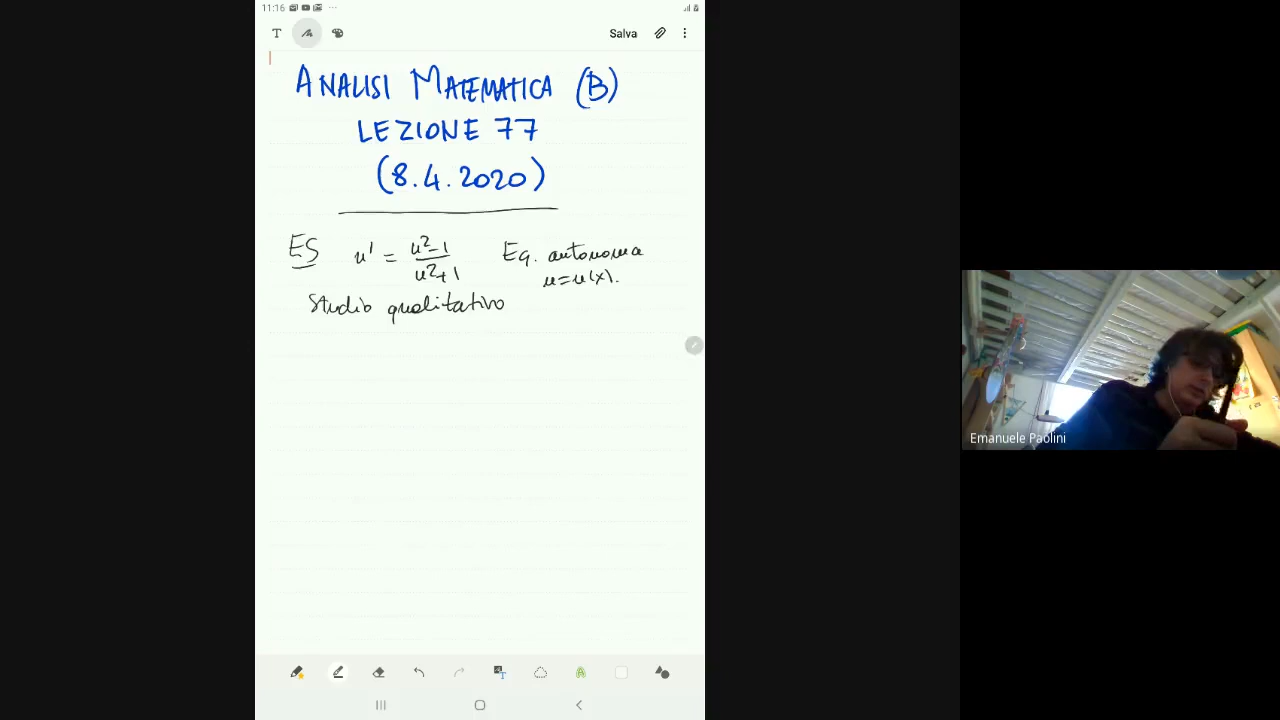 11:16
T
Salva
ANALISI MATEMATICA (B)
LEZIONE 77
(8.4.2020)
ES u' = u²-1 / u²+1 Eq. autonoma
u=u(x).
Studio qualitativo
Emanuele Paolini